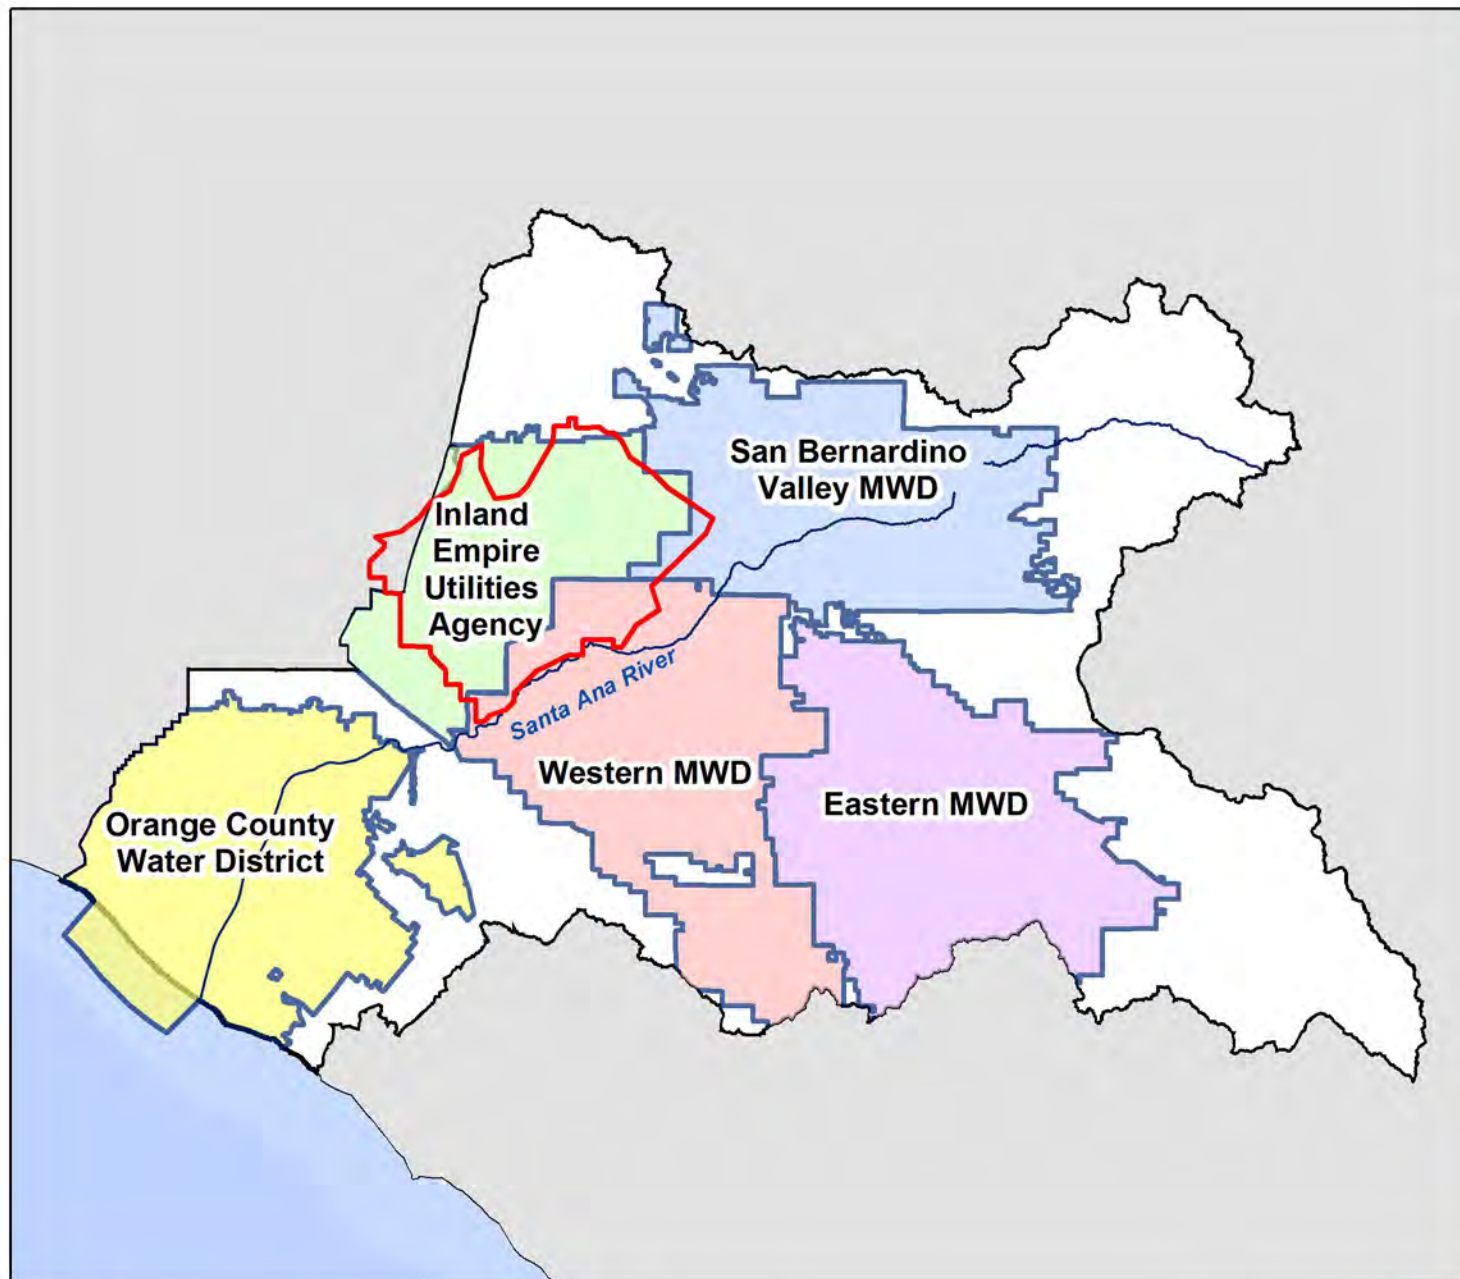 San Bernardino
Valley MWD
Inland
Empire
Utilities
Agency
Santa Ana River
Western MWD
Eastern MWD
Orange County
Water District